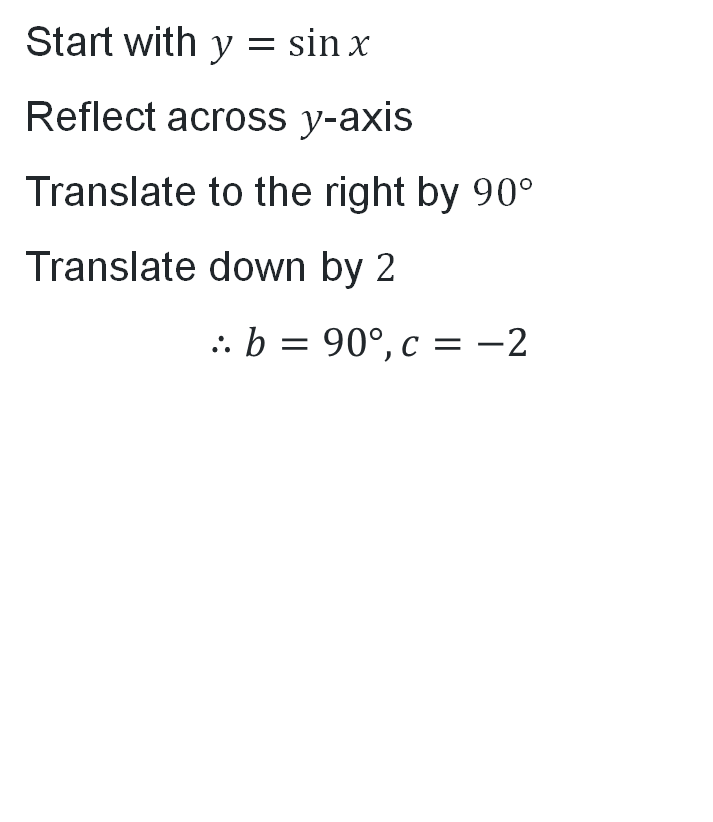 Start with y = sin x
Reflect across y-axis
Translate to the right by 90°
Translate down by 2
∴ b = 90°, c = −2